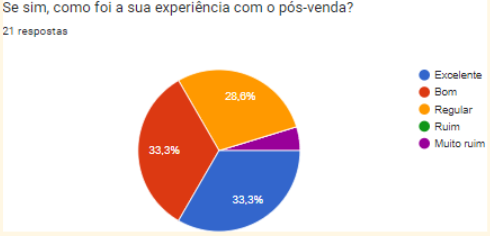 Se sim, como foi a sua experiência com o pós-venda?
21 respostas
28,6%
33,3%
33,3%
Excelente
Bom
Regular
Ruim
Muito ruim